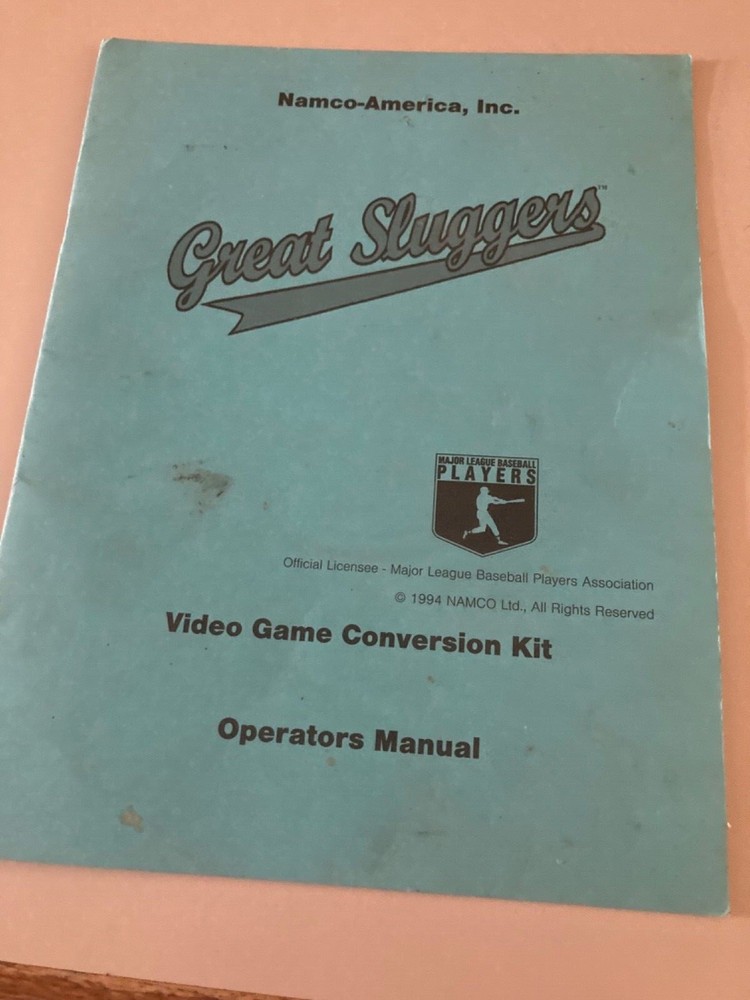 Namco-America, Inc.
Great Sluggers™
MAJOR LEAGUE BASEBALL
PLAYERS
Official Licensee - Major League Baseball Players Association
© 1994 NAMCO Ltd., All Rights Reserved
Video Game Conversion Kit
Operators Manual